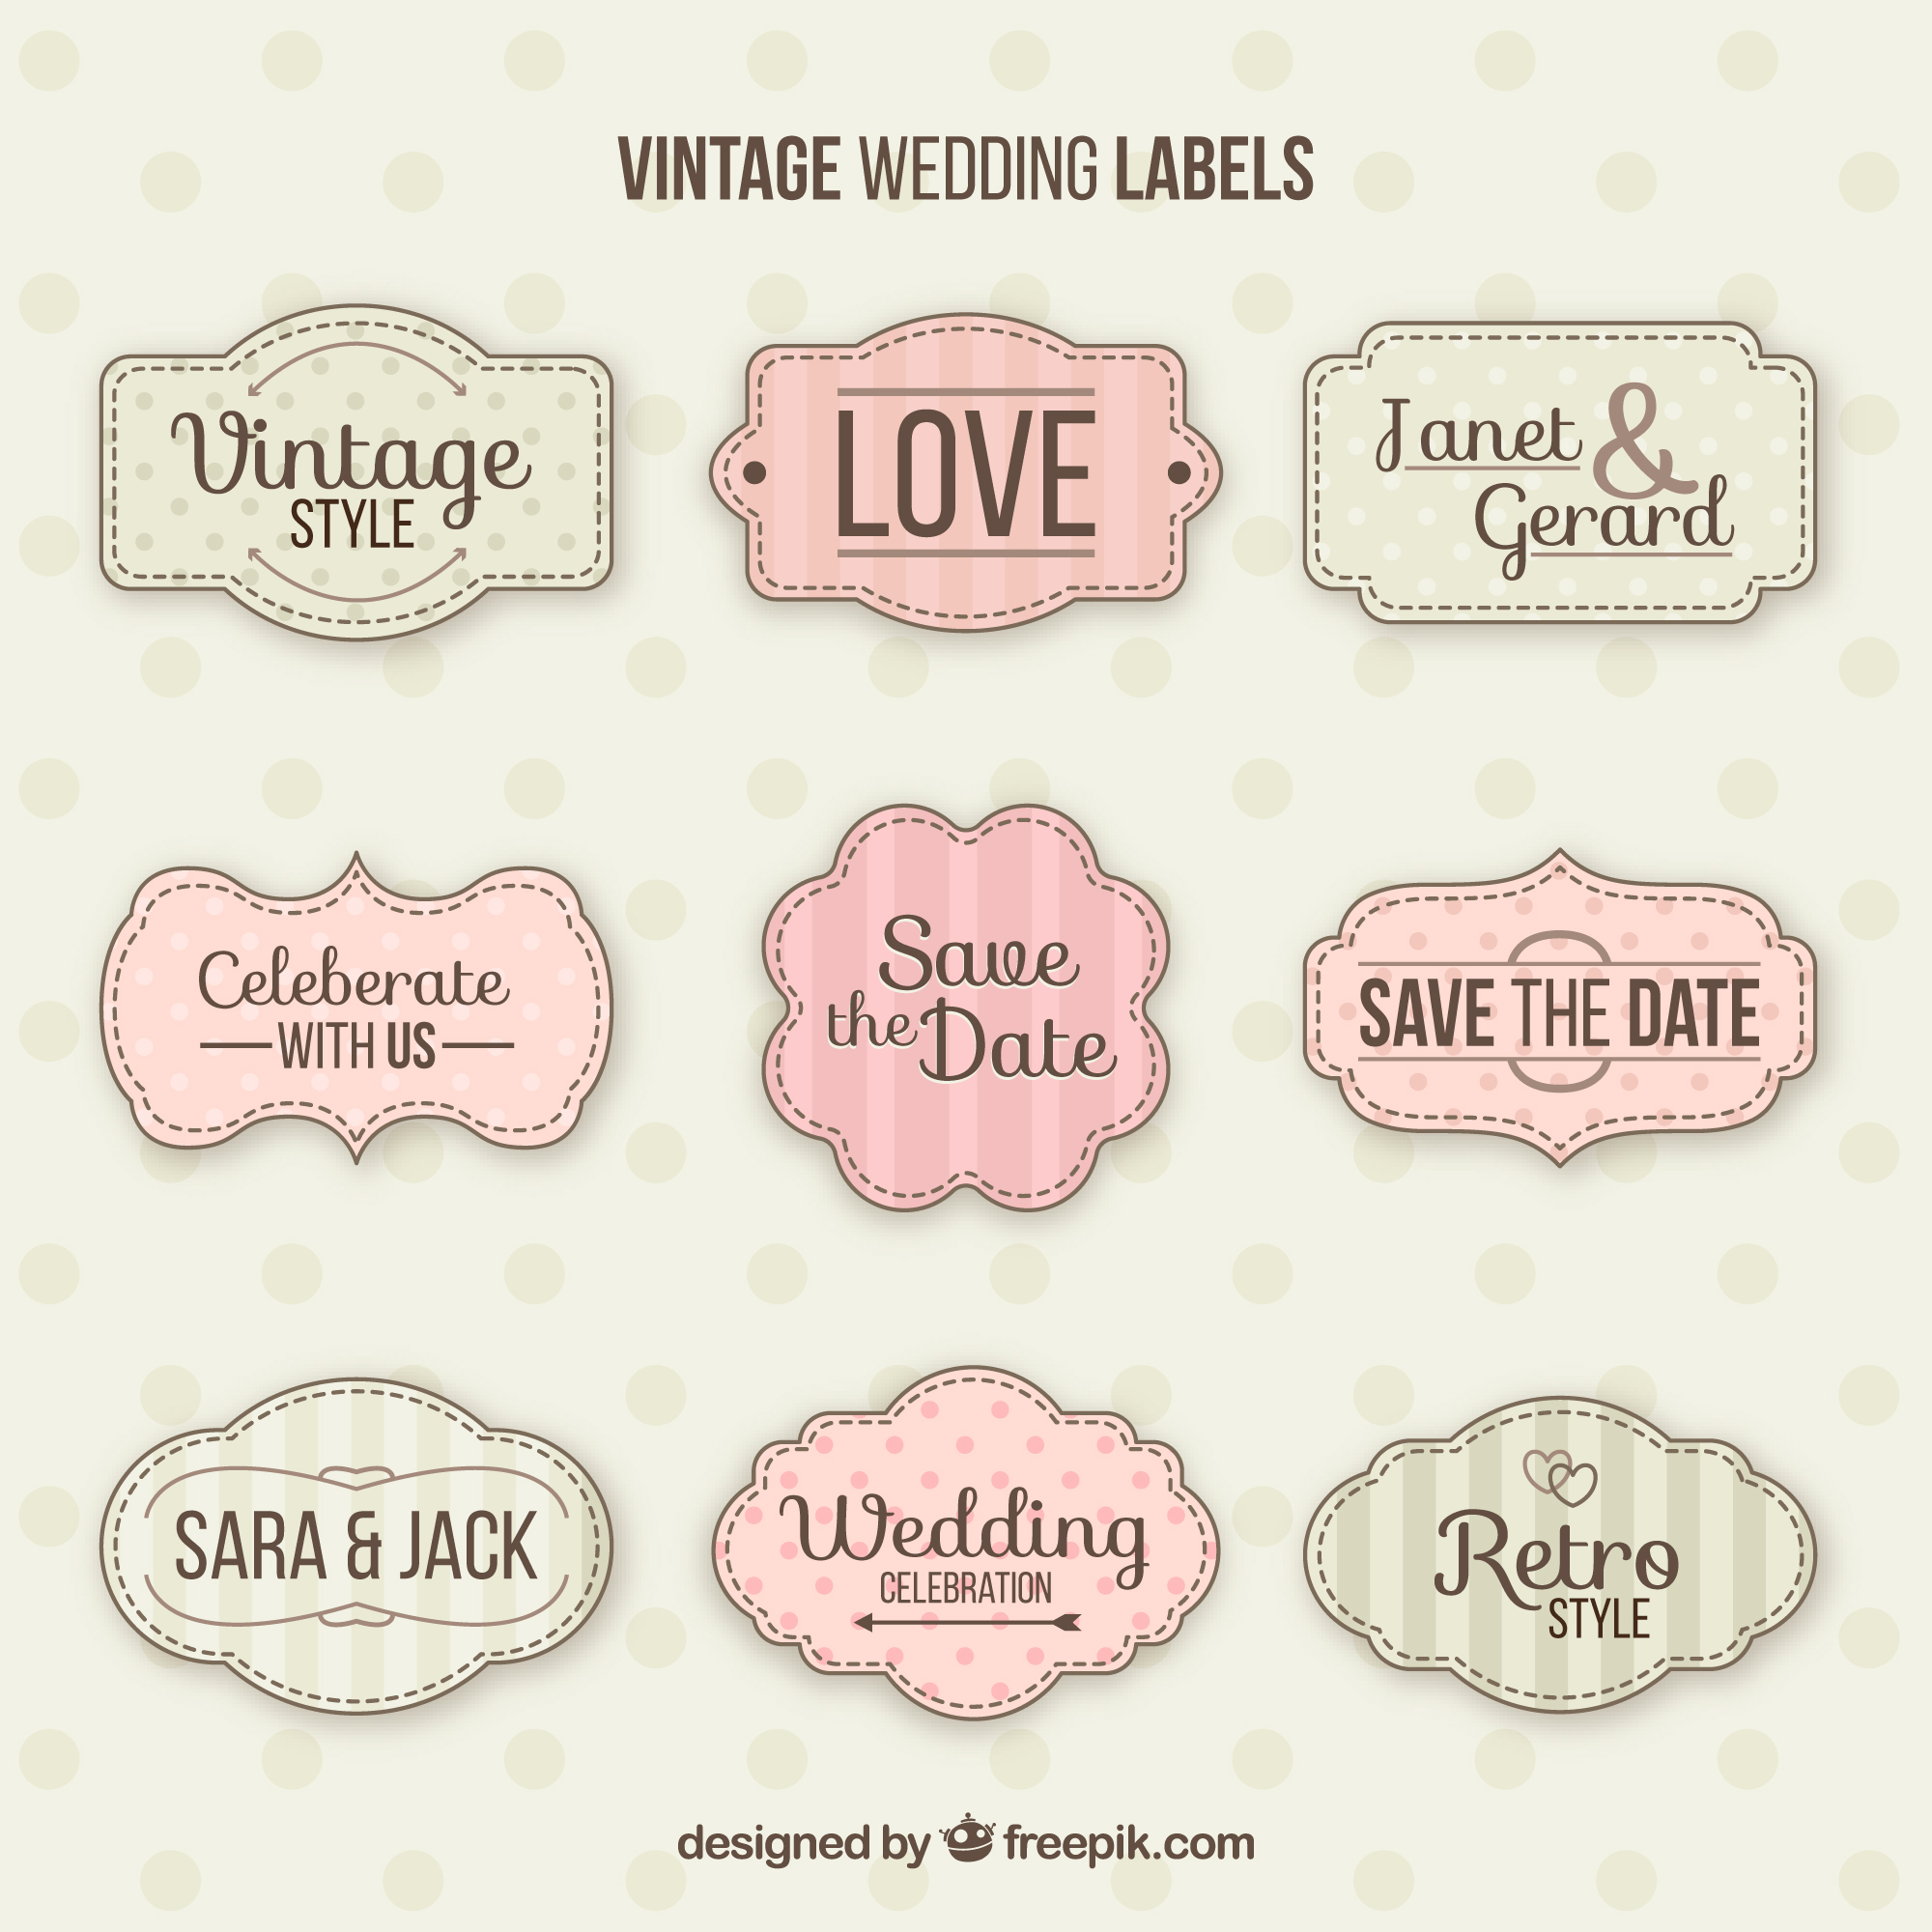 VINTAGE WEDDING LABELS
Vintage
STYLE
LOVE
Janet &
Gerard
Celeberate
WITH US
Save
the Date
SAVE THE DATE
SARA & JACK
Wedding
CELEBRATION
Retro
STYLE
designed by freepik.com